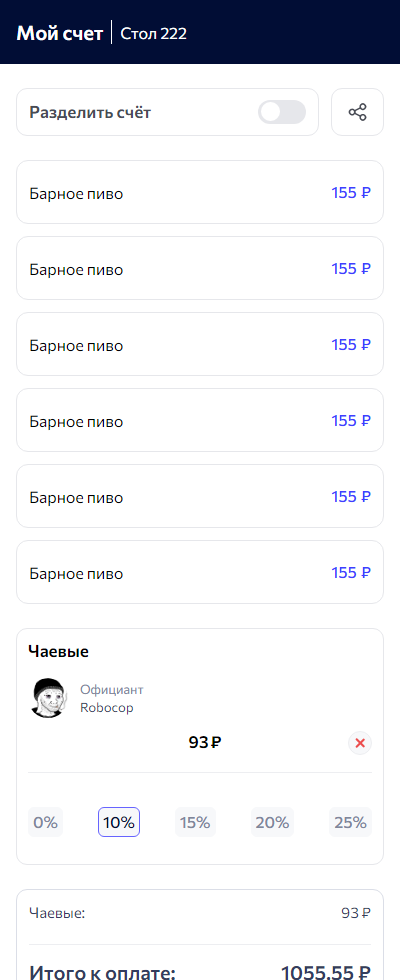 Мой счет Стол 222
Разделить счёт
Барное пиво 155 ₽
Барное пиво 155 ₽
Барное пиво 155 ₽
Барное пиво 155 ₽
Барное пиво 155 ₽
Барное пиво 155 ₽
Чаевые
Официант
Robocop
93 ₽
0% 10% 15% 20% 25%
Чаевые: 93 ₽
Итого к оплате: 1055.55 ₽